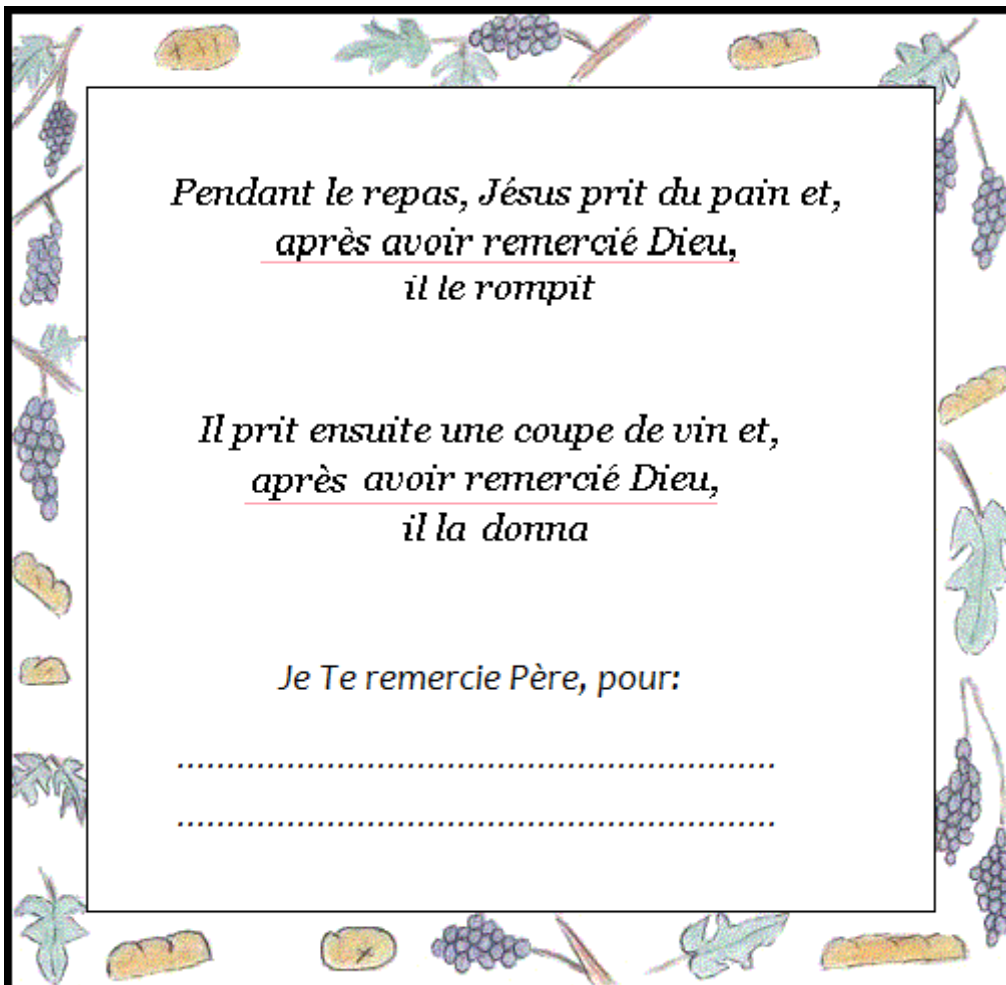 Pendant le repas, Jésus prit du pain et,
après avoir remercié Dieu,
il le rompit
Il prit ensuite une coupe de vin et,
après avoir remercié Dieu,
il la donna
Je Te remercie Père, pour:
............................................................
............................................................